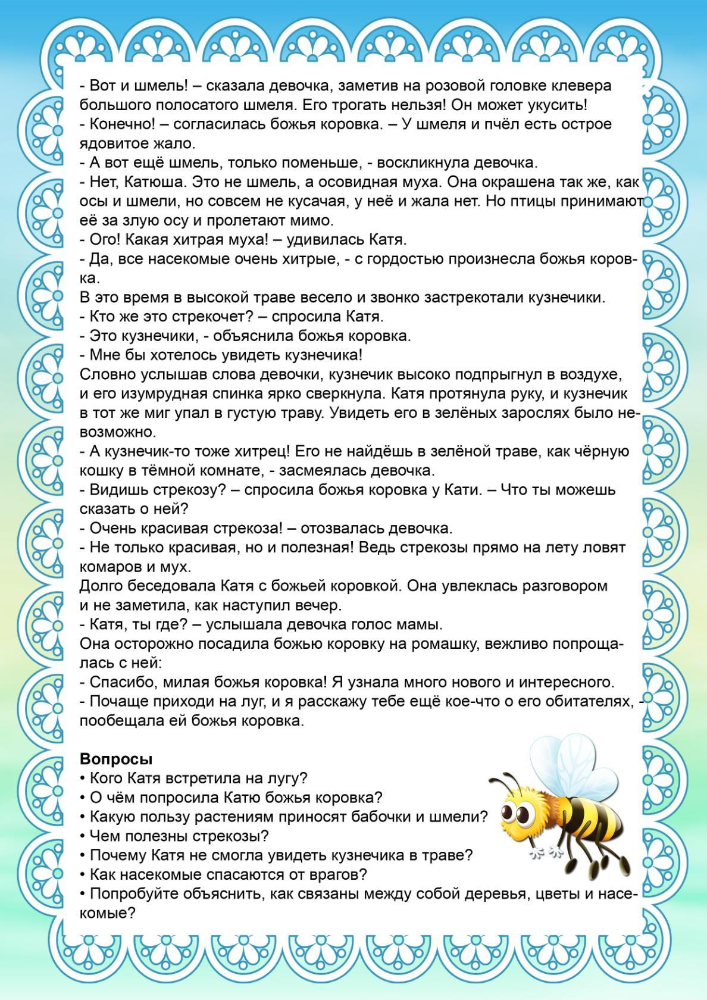 - Вот и шмель! – сказала девочка, заметив на розовой головке клевера
большого полосатого шмеля. Его трогать нельзя! Он может укусить!
- Конечно! – согласилась божья коровка. – У шмеля и пчёл есть острое
ядовитое жало.
- А вот ещё шмель, только поменьше, - воскликнула девочка.
- Нет, Катюша. Это не шмель, а осовидная муха. Она окрашена так же, как
осы и шмели, но совсем не кусачая, у неё и жала нет. Но птицы принимают
её за злую осу и пролетают мимо.
- Ого! Какая хитрая муха! – удивилась Катя.
- Да, все насекомые очень хитрые, - с гордостью произнесла божья коров-
ка.
В это время в высокой траве весело и звонко застрекотали кузнечики.
- Кто же это стрекочет? – спросила Катя.
- Это кузнечики, - объяснила божья коровка.
- Мне бы хотелось увидеть кузнечика!
Словно услышав слова девочки, кузнечик высоко подпрыгнул в воздухе,
и его изумрудная спинка ярко сверкнула. Катя протянула руку, и кузнечик
в тот же миг упал в густую траву. Увидеть его в зелёных зарослях было не-
возможно.
- А кузнечик-то тоже хитрец! Его не найдёшь в зелёной траве, как чёрную
кошку в тёмной комнате, - засмеялась девочка.
- Видишь стрекозу? – спросила божья коровка у Кати. – Что ты можешь
сказать о ней?
- Очень красивая стрекоза! – отозвалась девочка.
- Не только красивая, но и полезная! Ведь стрекозы прямо на лету ловят
комаров и мух.
Долго беседовала Катя с божьей коровкой. Она увлеклась разговором
и не заметила, как наступил вечер.
- Катя, ты где? – услышала девочка голос мамы.
Она осторожно посадила божью коровку на ромашку, вежливо попроща-
лась с ней:
- Спасибо, милая божья коровка! Я узнала много нового и интересного.
- Почаще приходи на луг, и я расскажу тебе ещё кое-что о его обитателях, -
пообещала ей божья коровка.
Вопросы
• Кого Катя встретила на лугу?
• О чём попросила Катю божья коровка?
• Какую пользу растениям приносят бабочки и шмели?
• Чем полезны стрекозы?
• Почему Катя не смогла увидеть кузнечика в траве?
• Как насекомые спасаются от врагов?
• Попробуйте объяснить, как связаны между собой деревья, цветы и насе-
комые?